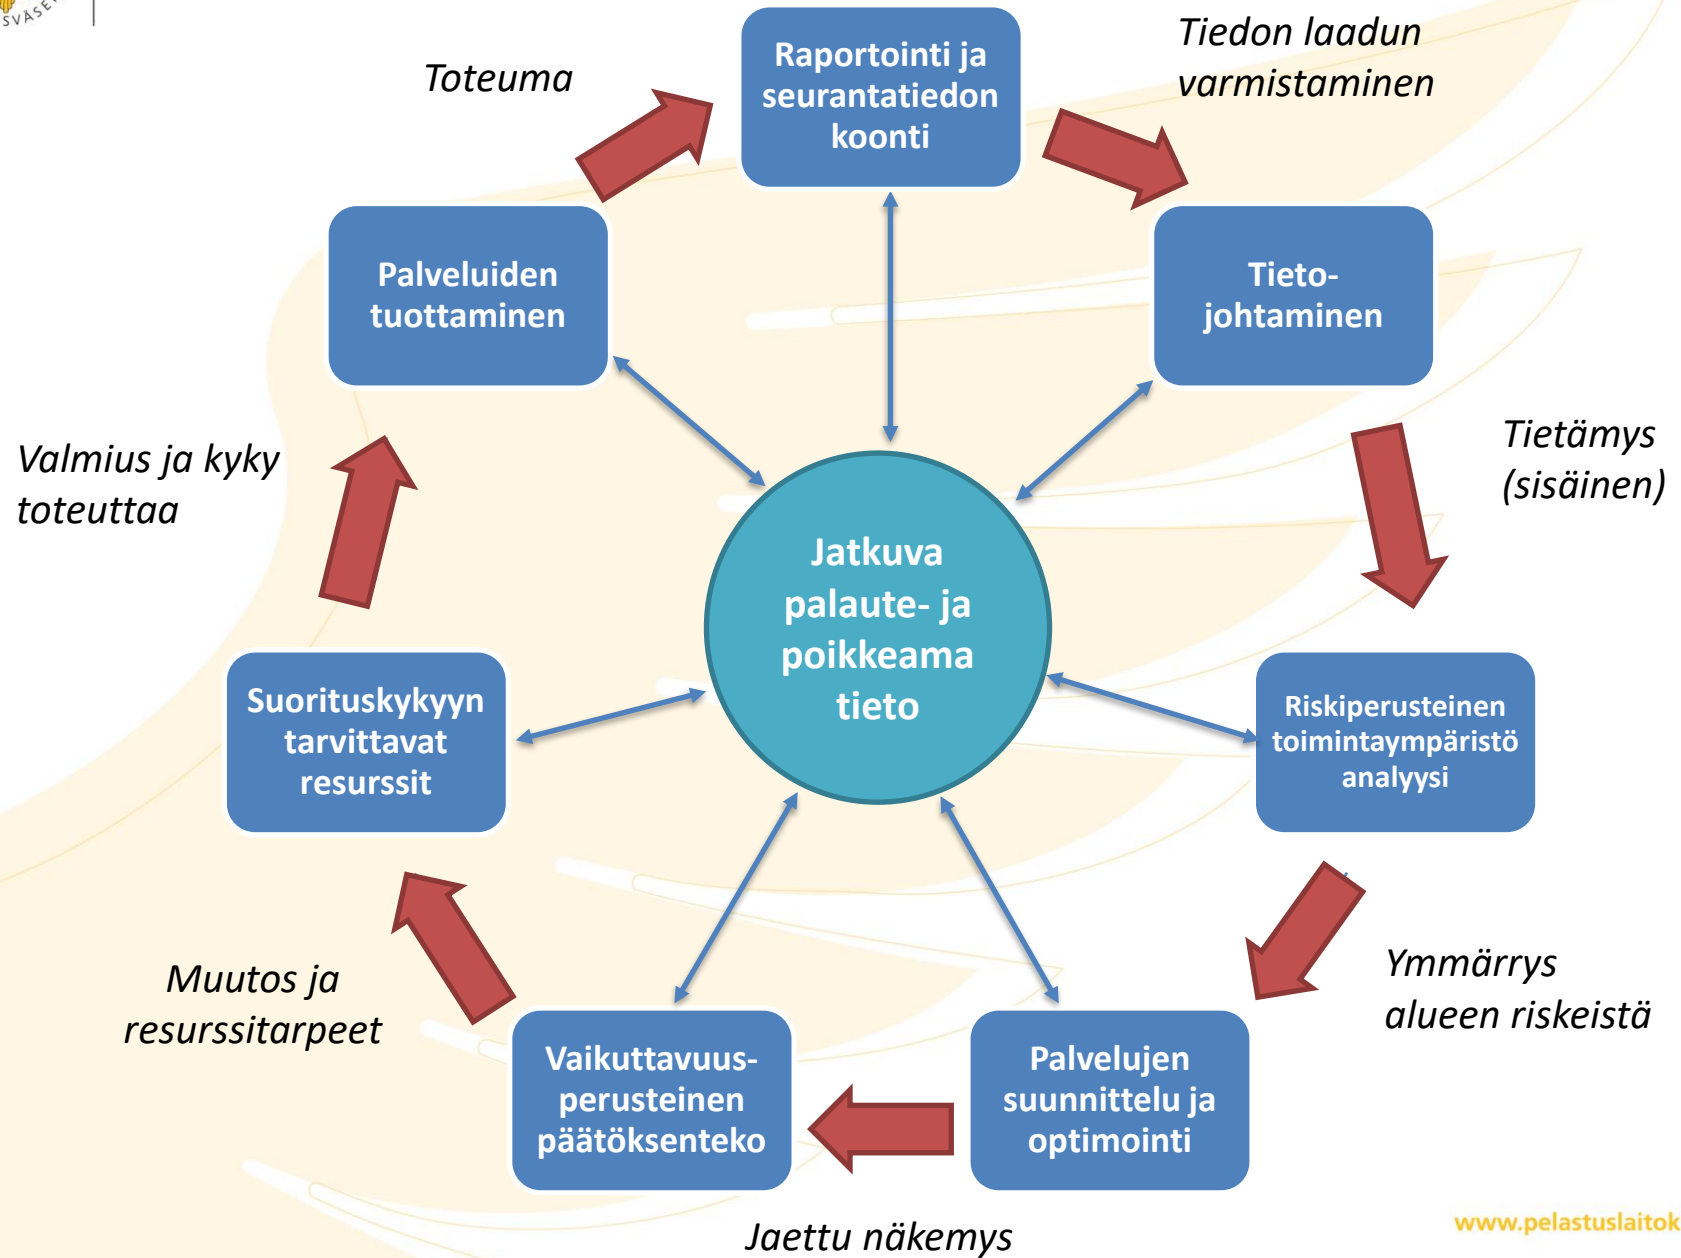 Toteuma
Raportointi ja
seurantatiedon
koonti
Tiedon laadun
varmistaminen
Palveluiden
tuottaminen
Tieto-
johtaminen
Valmius ja kyky
toteuttaa
Tietämys
(sisäinen)
Jatkuva
palaute- ja
poikkeama
tieto
Suorituskykyyn
tarvittavat
resurssit
Riskiperusteinen
toimintaympäristö
analyysi
Muutos ja
resurssitarpeet
Ymmärrys
alueen riskeistä
Vaikuttavuus-
perusteinen
päätöksenteko
Palvelujen
suunnittelu ja
optimointi
Jaettu näkemys
www.pelastuslaitok